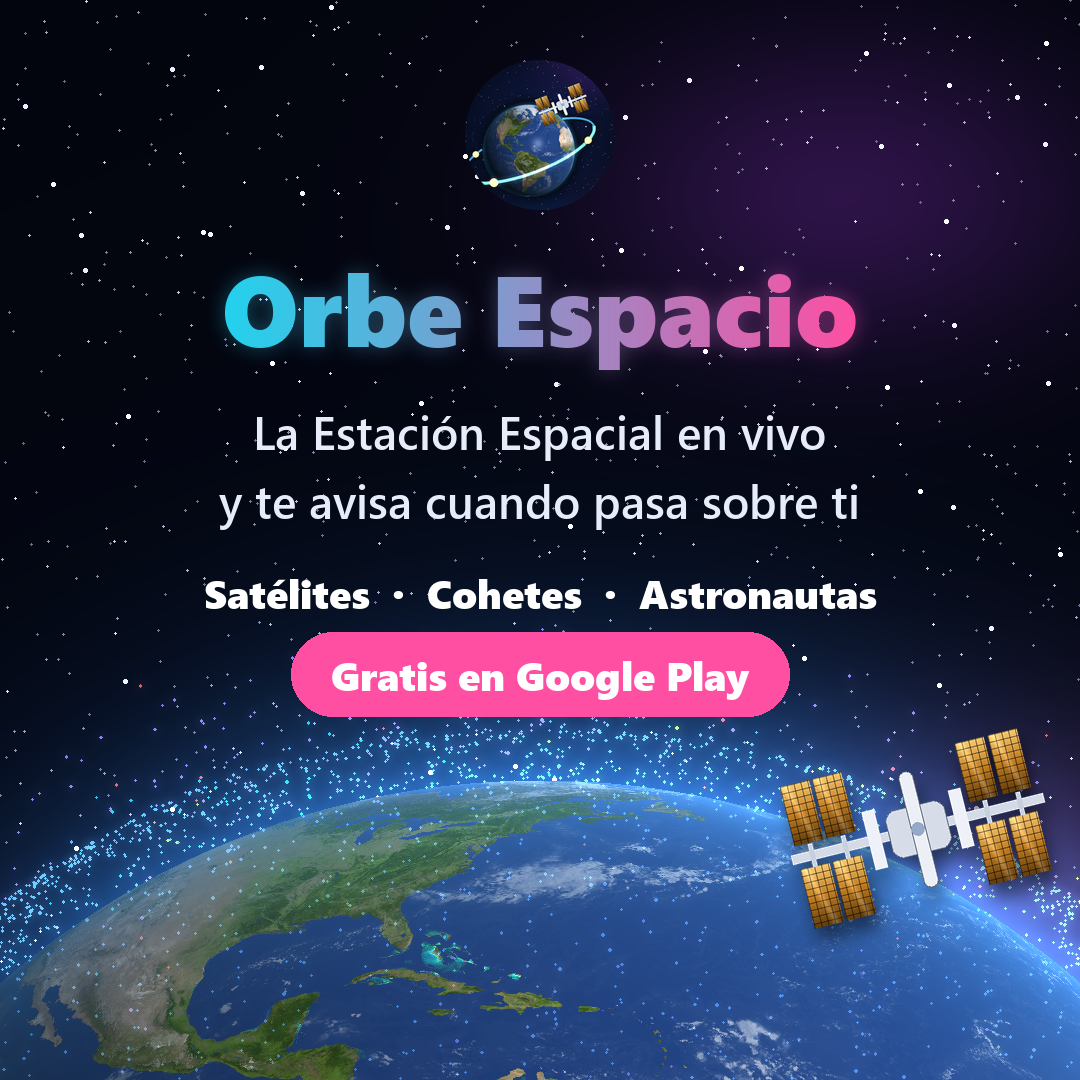 Orbe Espacio
La Estación Espacial en vivo
y te avisa cuando pasa sobre ti
Satélites · Cohetes · Astronautas
Gratis en Google Play